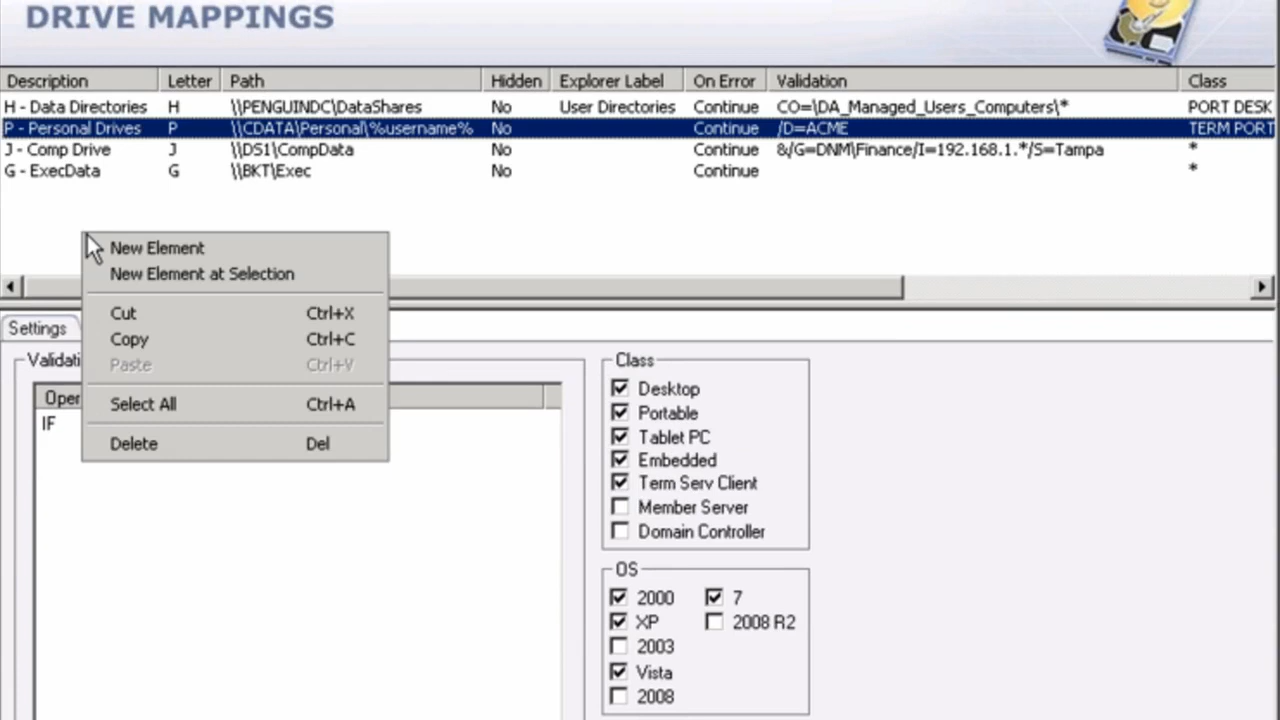 DRIVE MAPPINGS
Description Letter Path Hidden Explorer Label On Error Validation Class
H - Data Directories H \\PENGUINDC\DataShares No User Directories Continue CO=\DA_Managed_Users_Computers\* PORT DESK
P - Personal Drives P \\CDATA\Personal\%username% No Continue /D=ACME TERM PORT
J - Comp Drive J \\DS1\CompData No Continue &/G=DNM\Finance/I=192.168.1.*/S=Tampa *
G - ExecData G \\BKT\Exec No Continue *
New Element
New Element at Selection
Cut Ctrl+X
Copy Ctrl+C
Paste Ctrl+V
Select All Ctrl+A
Delete Del
Settings
Validati
Oper
IF
Class
Desktop
Portable
Tablet PC
Embedded
Term Serv Client
Member Server
Domain Controller
OS
2000 7
XP 2008 R2
2003
Vista
2008